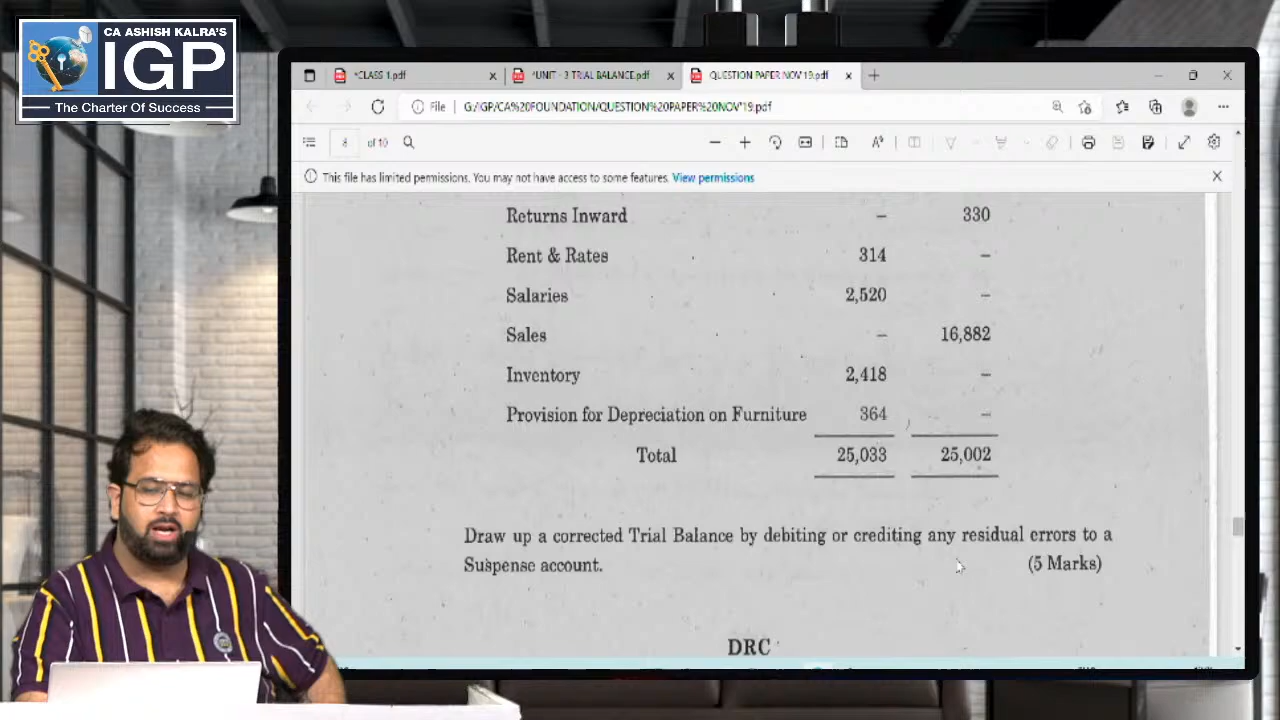 CA ASHISH KALRA'S
IGP
The Charter Of Success
*CLASS 1.pdf
*UNIT - 3 TRIAL BALANCE.pdf
QUESTION PAPER NOV'19.pdf
File G:/IGP/CA%20FOUNDATION/QUESTION%20PAPER%20NOV'19.pdf
8 of 10
This file has limited permissions. You may not have access to some features. View permissions
Returns Inward – 330
Rent & Rates 314 –
Salaries 2,520 –
Sales – 16,882
Inventory 2,418 –
Provision for Depreciation on Furniture 364 –
Total 25,033 25,002
Draw up a corrected Trial Balance by debiting or crediting any residual errors to a
Suspense account. (5 Marks)
DRC